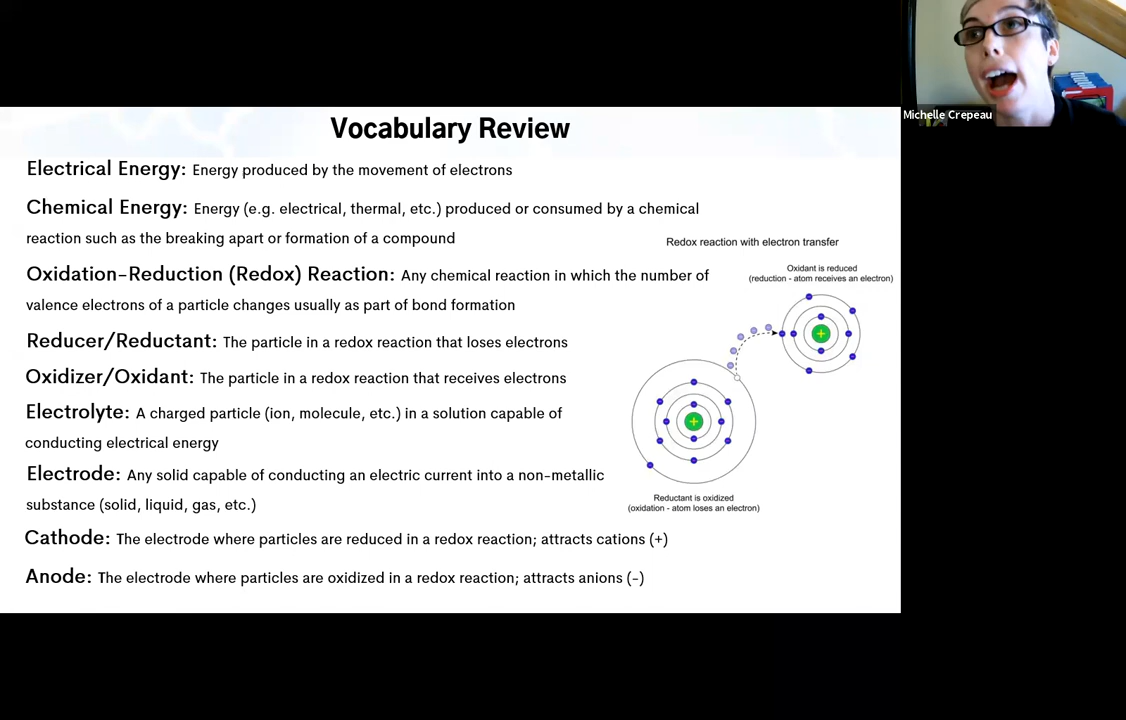 Michelle Crepeau
Vocabulary Review
Electrical Energy: Energy produced by the movement of electrons
Chemical Energy: Energy (e.g. electrical, thermal, etc.) produced or consumed by a chemical
reaction such as the breaking apart or formation of a compound
Oxidation-Reduction (Redox) Reaction: Any chemical reaction in which the number of
valence electrons of a particle changes usually as part of bond formation
Reducer/Reductant: The particle in a redox reaction that loses electrons
Oxidizer/Oxidant: The particle in a redox reaction that receives electrons
Electrolyte: A charged particle (ion, molecule, etc.) in a solution capable of
conducting electrical energy
Electrode: Any solid capable of conducting an electric current into a non-metallic
substance (solid, liquid, gas, etc.)
Cathode: The electrode where particles are reduced in a redox reaction; attracts cations (+)
Anode: The electrode where particles are oxidized in a redox reaction; attracts anions (-)
Redox reaction with electron transfer
Oxidant is reduced
(reduction - atom receives an electron)
+
+
Reductant is oxidized
(oxidation - atom loses an electron)